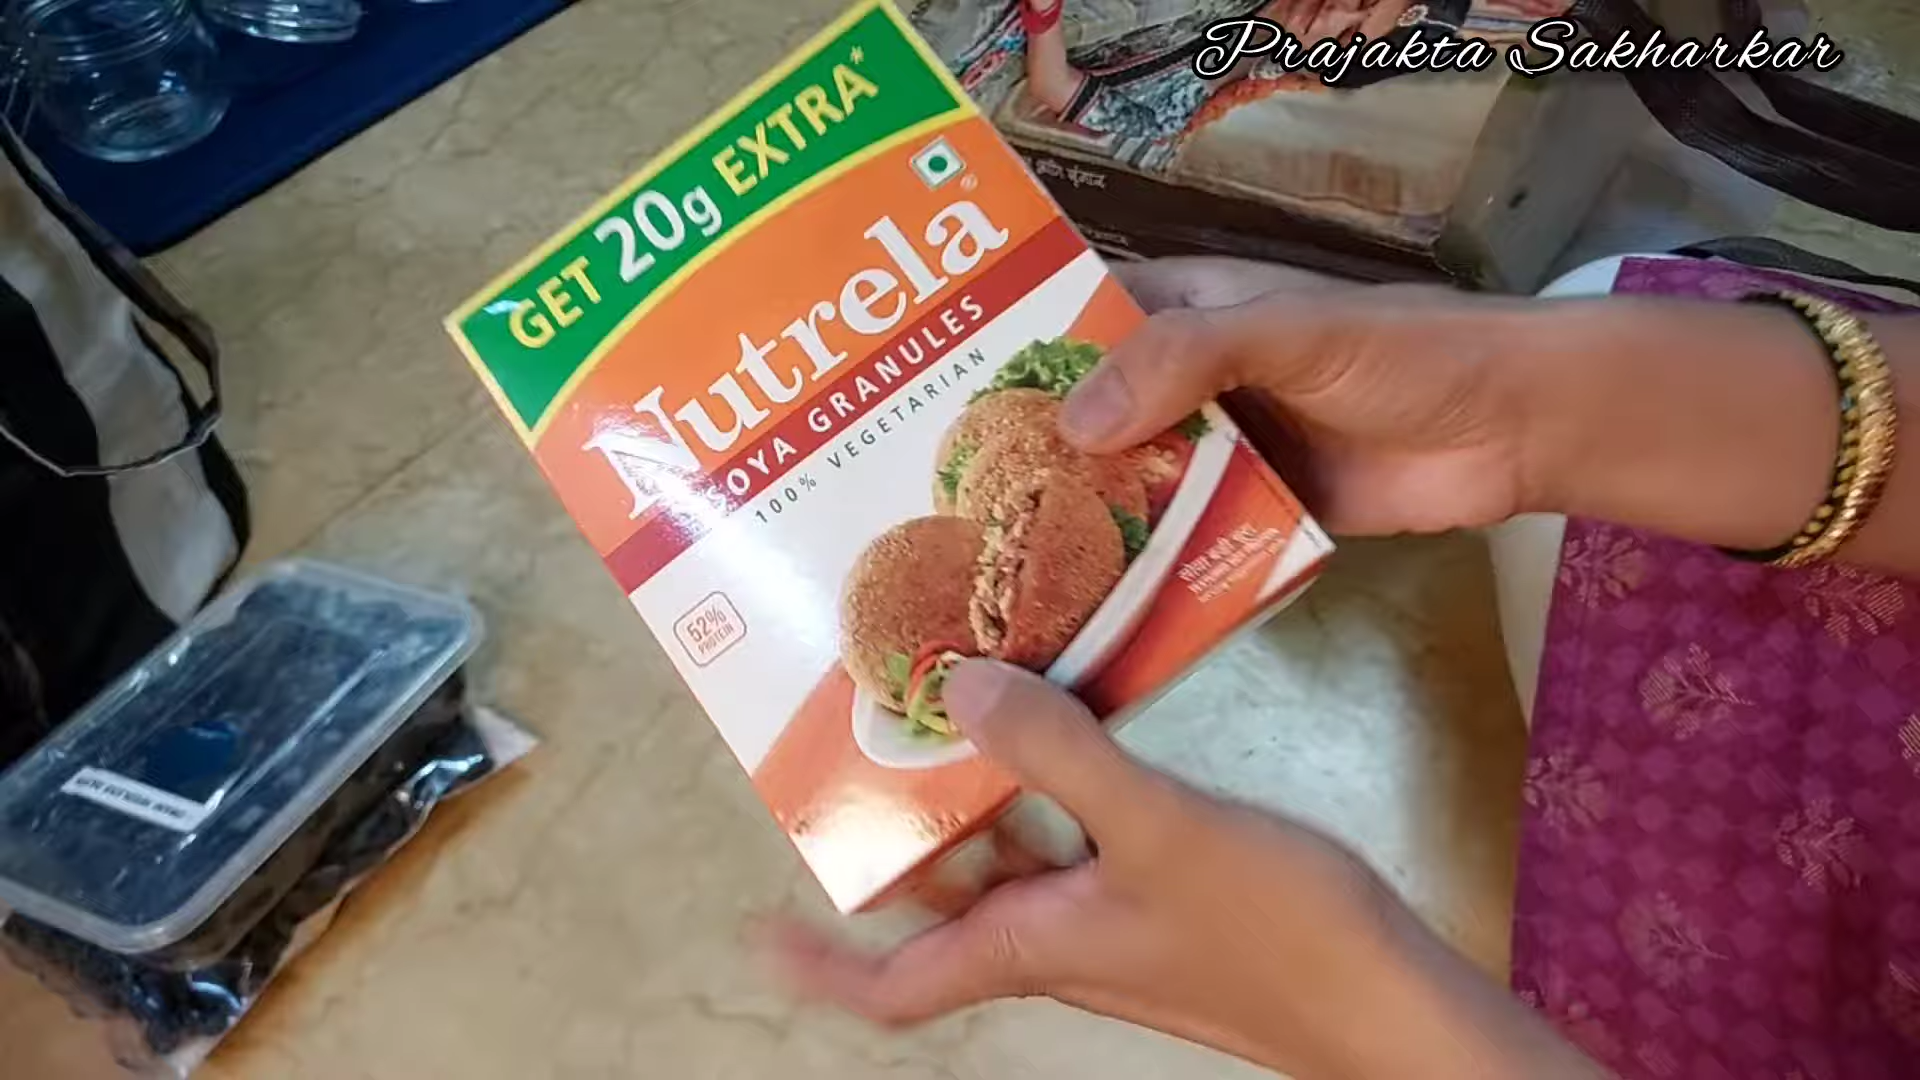 Prajakta Sakharkar
GET 20g EXTRA*
Nutrela®
SOYA GRANULES
100% VEGETARIAN
52%
PROTEIN